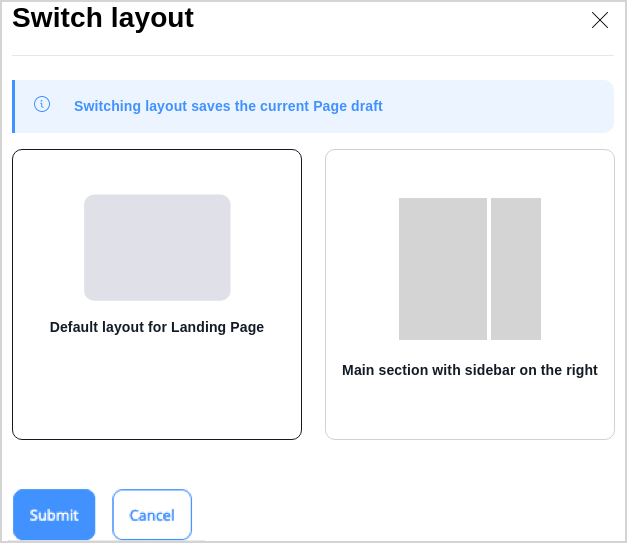 Switch layout
Switching layout saves the current Page draft
Default layout for Landing Page
Main section with sidebar on the right
Submit
Cancel